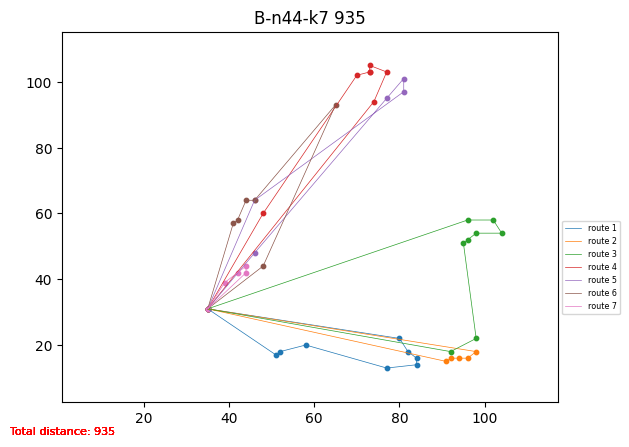 B-n44-k7 935
100
80
60
40
20
20
40
60
80
100
route 1
route 2
route 3
route 4
route 5
route 6
route 7
Total distance: 935